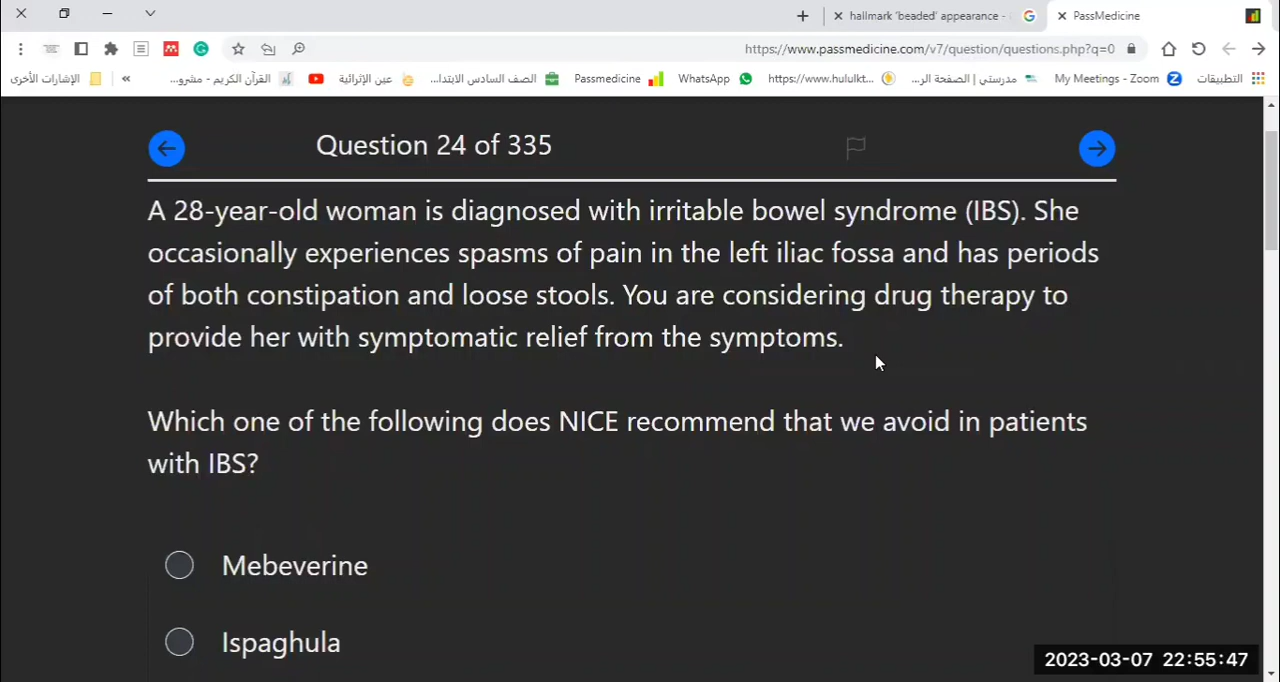 hallmark 'beaded' appearance -
PassMedicine
https://www.passmedicine.com/v7/question/questions.php?q=0
الإشارات الأخرى
»
القرآن الكريم - مشرو...
عين الإثرائية
الصف السادس الابتدا...
Passmedicine
WhatsApp
https://www.hululkt...
مدرستي | الصفحة الر...
My Meetings - Zoom
التطبيقات
Question 24 of 335
A 28-year-old woman is diagnosed with irritable bowel syndrome (IBS). She
occasionally experiences spasms of pain in the left iliac fossa and has periods
of both constipation and loose stools. You are considering drug therapy to
provide her with symptomatic relief from the symptoms.
Which one of the following does NICE recommend that we avoid in patients
with IBS?
Mebeverine
Ispaghula
2023-03-07 22:55:47